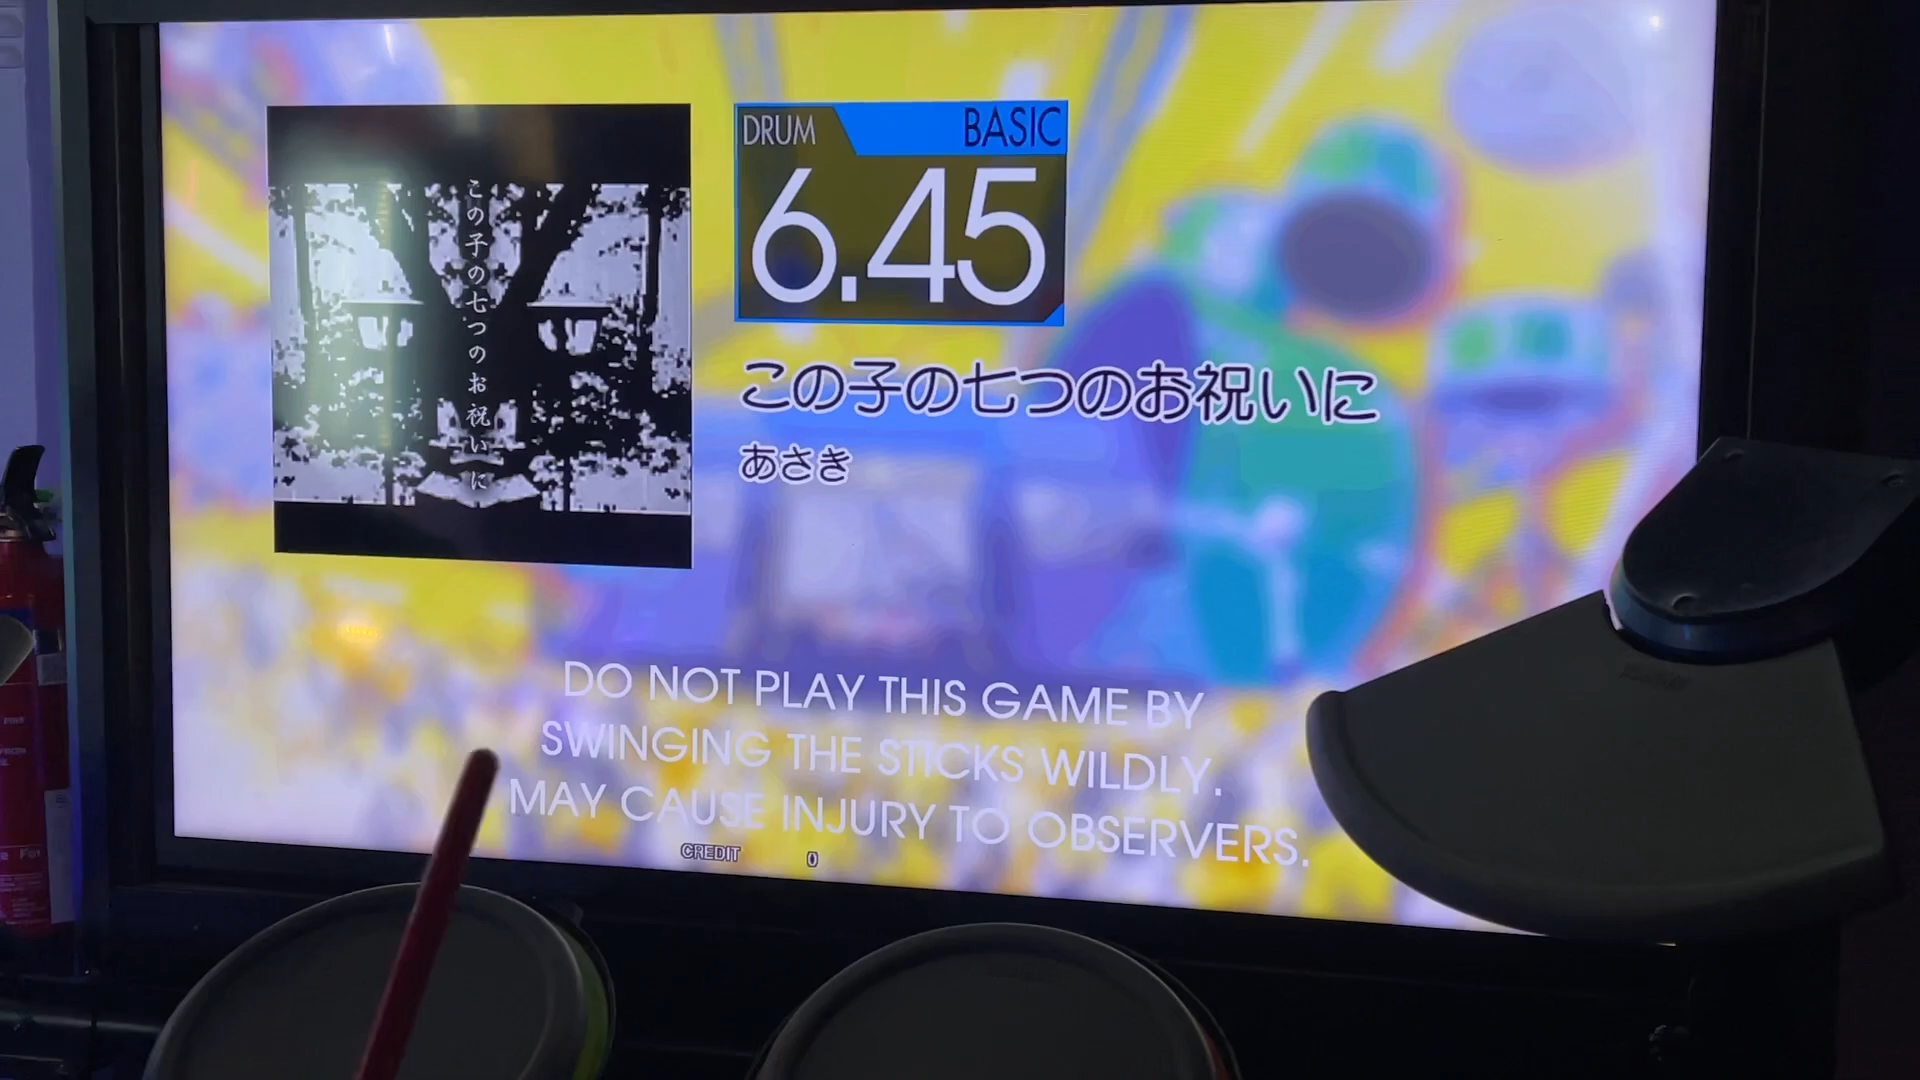 この子の七つのお祝いに
DRUM BASIC
6.45
この子の七つのお祝いに
あさき
DO NOT PLAY THIS GAME BY
SWINGING THE STICKS WILDLY.
MAY CAUSE INJURY TO OBSERVERS.
CREDIT 0